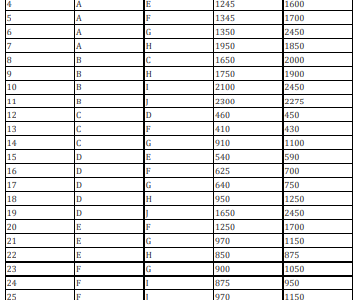 4 A E 1245 1600
5 A F 1345 1700
6 A G 1350 2450
7 A H 1950 1850
8 B C 1650 2000
9 B H 1750 1900
10 B I 2100 2450
11 B J 2300 2275
12 C D 460 450
13 C F 410 430
14 C G 910 1100
15 D E 540 590
16 D F 625 700
17 D G 640 750
18 D H 950 1250
19 D J 1650 2450
20 E F 1250 1700
21 E G 970 1150
22 E H 850 875
23 F G 900 1050
24 F I 875 950
25 F J 970 1150